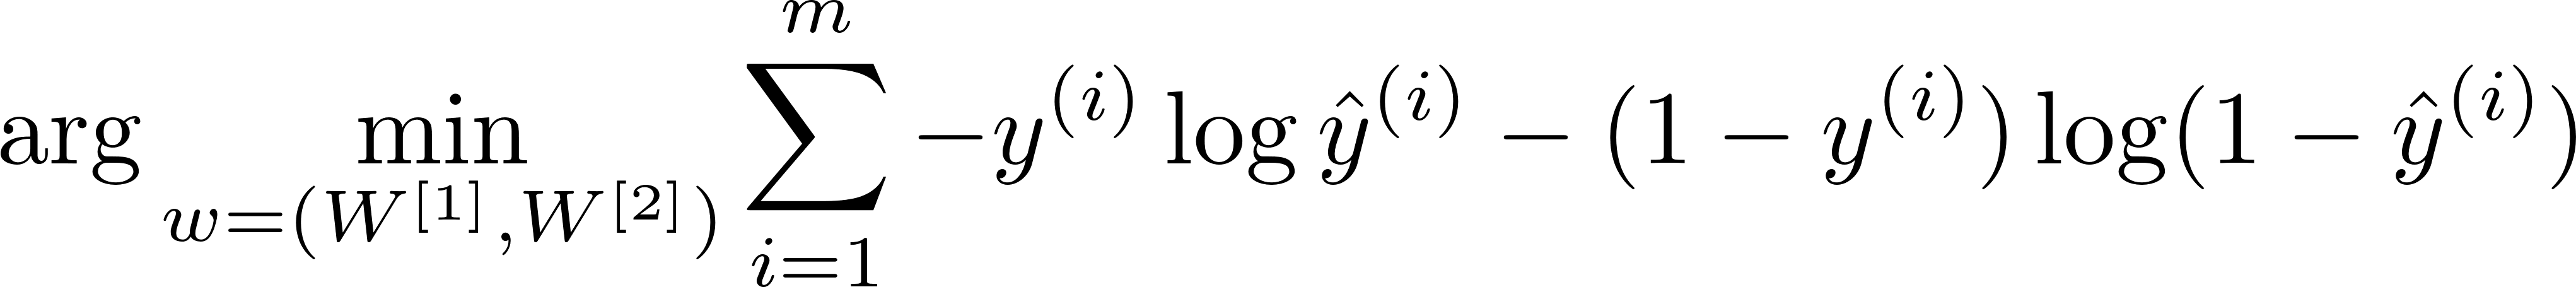 \arg\min_{w=(W^{[1]},W^{[2]})} \sum_{i=1}^{m} -y^{(i)} \log \hat{y}^{(i)} - (1 - y^{(i)}) \log(1 - \hat{y}^{(i)})